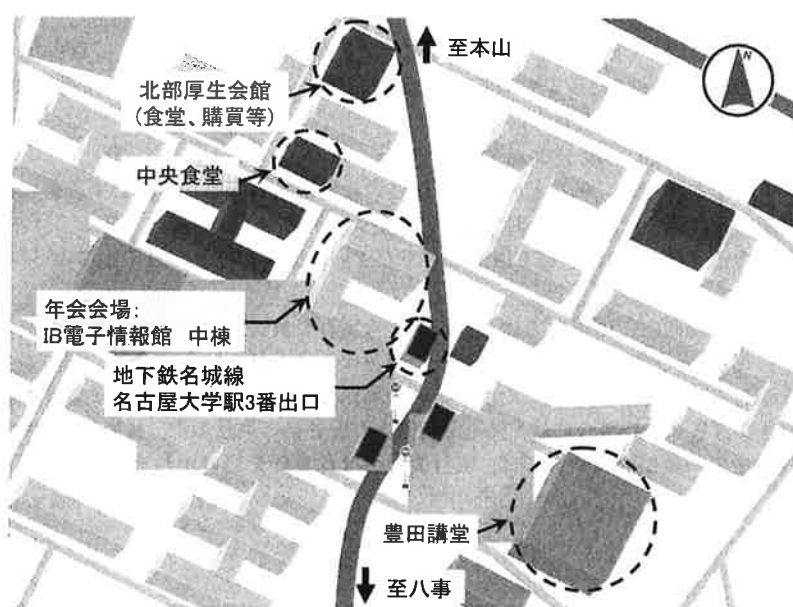 至本山
N
北部厚生会館
(食堂、購買等)
中央食堂
年会会場:
IB電子情報館 中棟
地下鉄名城線
名古屋大学駅3番出口
豊田講堂
至八事